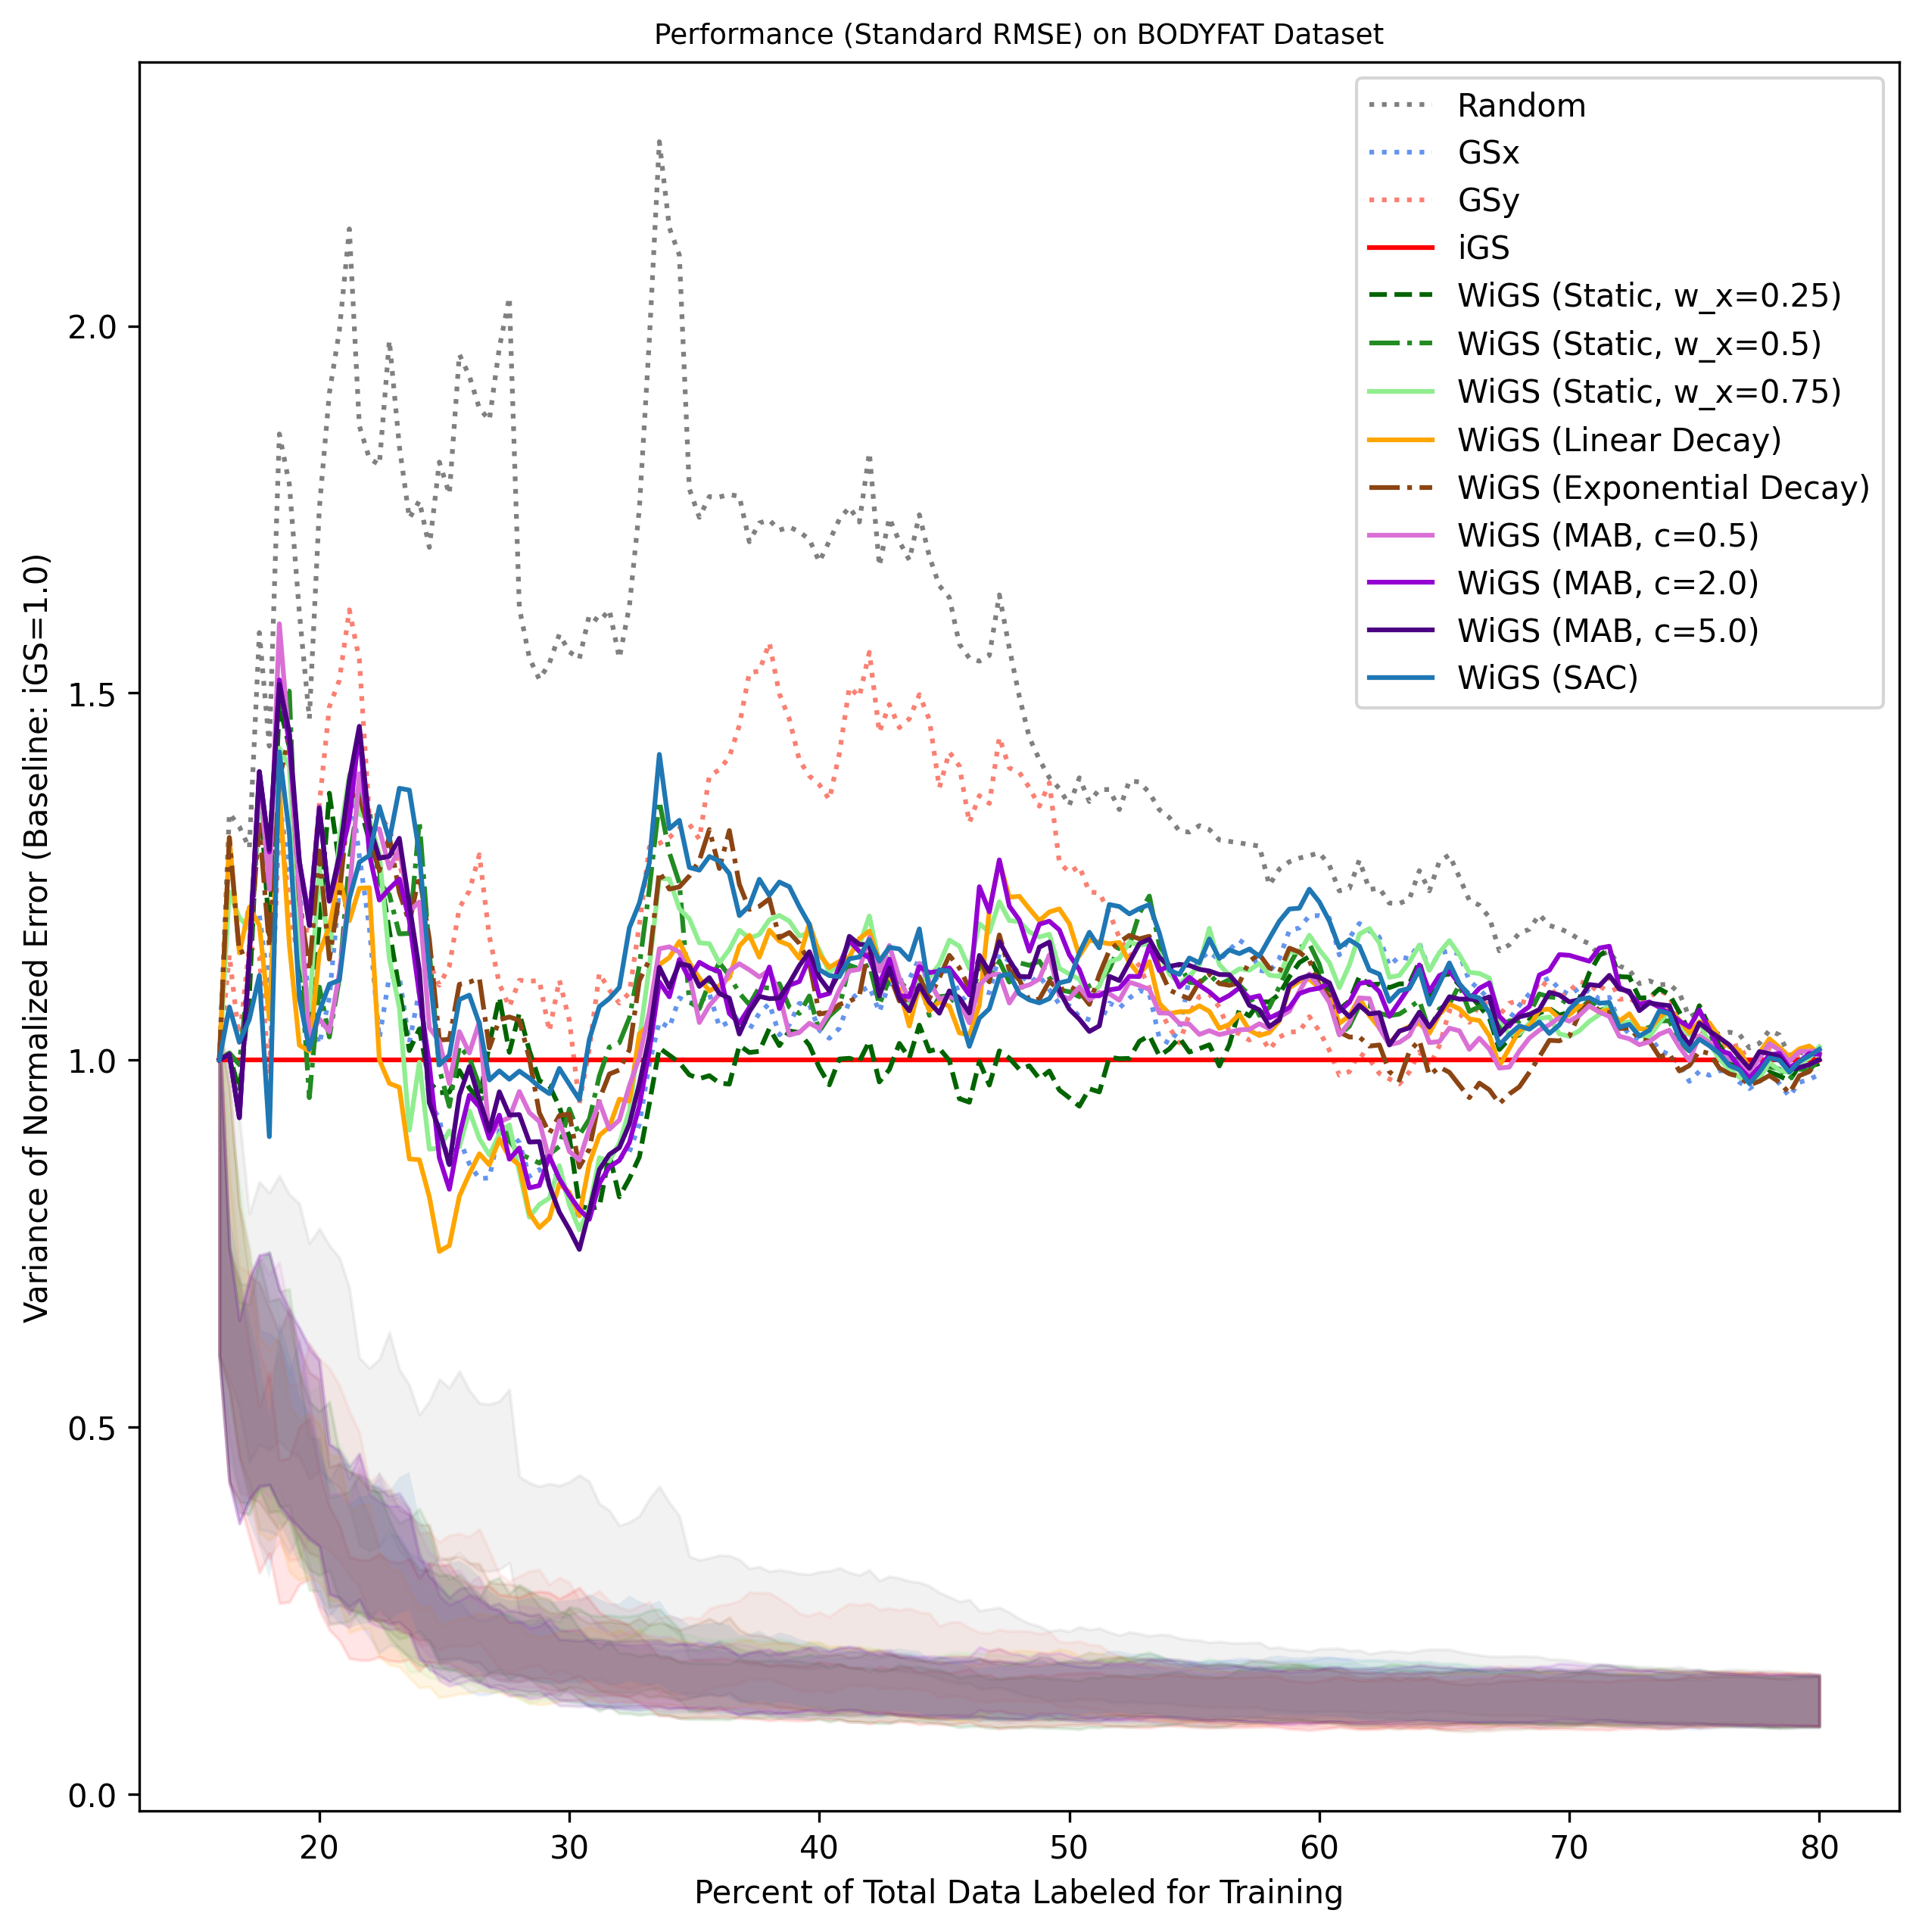 Performance (Standard RMSE) on BODYFAT Dataset
Variance of Normalized Error (Baseline: iGS=1.0)
2.0
1.5
1.0
0.5
0.0
Random
GSx
GSy
iGS
WiGS (Static, w_x=0.25)
WiGS (Static, w_x=0.5)
WiGS (Static, w_x=0.75)
WiGS (Linear Decay)
WiGS (Exponential Decay)
WiGS (MAB, c=0.5)
WiGS (MAB, c=2.0)
WiGS (MAB, c=5.0)
WiGS (SAC)
20 30 40 50 60 70 80
Percent of Total Data Labeled for Training